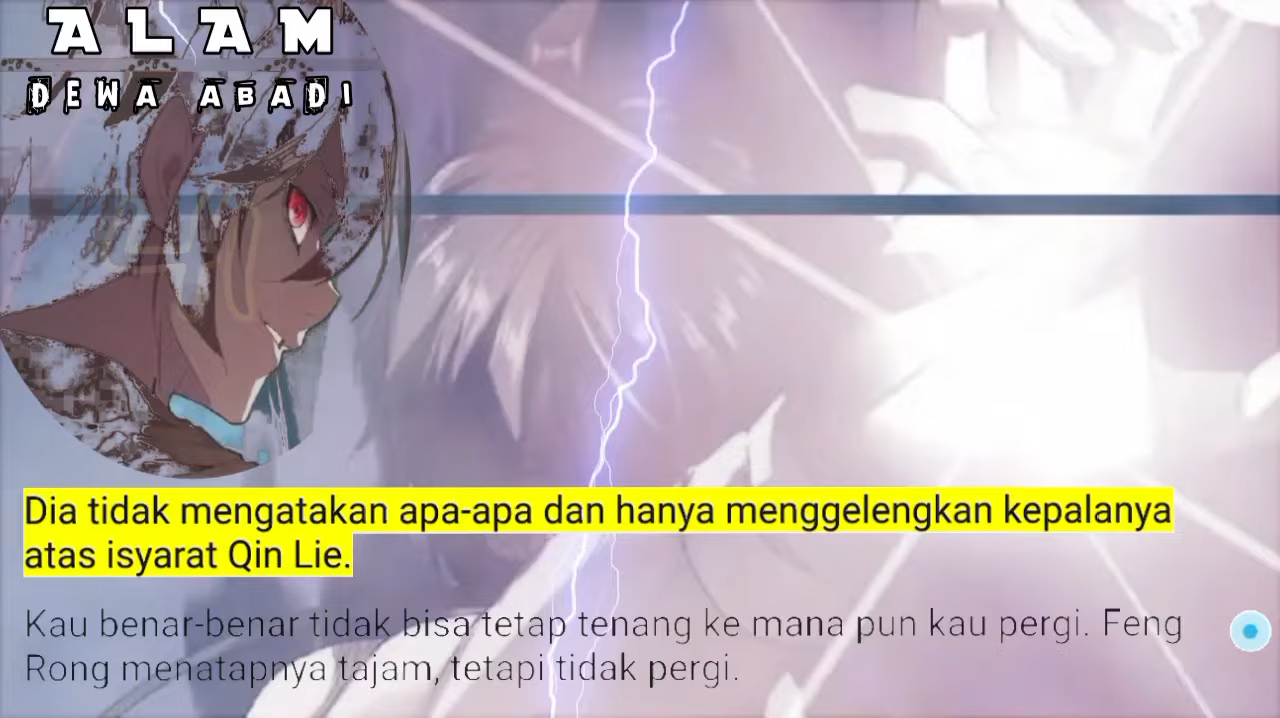 ALAM
DEWA ABADI
Dia tidak mengatakan apa-apa dan hanya menggelengkan kepalanya
atas isyarat Qin Lie.
Kau benar-benar tidak bisa tetap tenang ke mana pun kau pergi. Feng
Rong menatapnya tajam, tetapi tidak pergi.